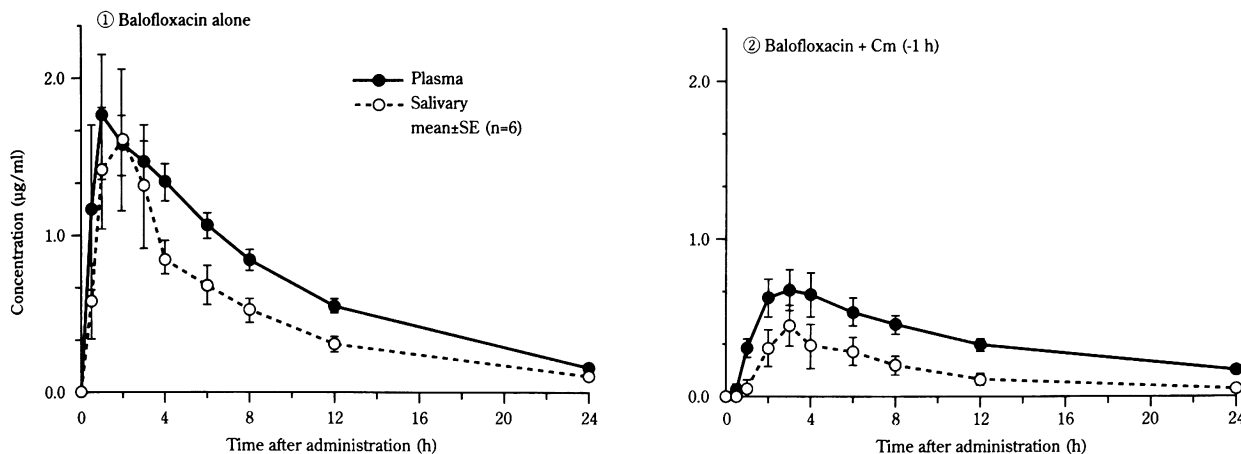 ① Balofloxacin alone
2.0
1.0
0.0
Concentration (µg/ml)
Plasma
Salivary
mean±SE (n=6)
0 4 8 12 16 20 24
Time after administration (h)
② Balofloxacin + Cm (-1 h)
2.0
1.0
0.0
0 4 8 12 16 20 24
Time after administration (h)